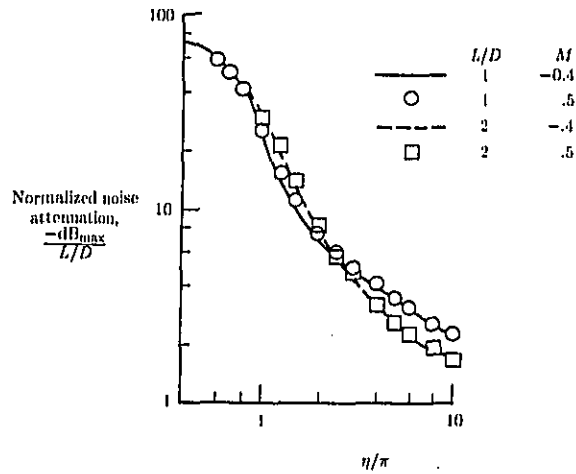 100
10
1
Normalized noise
attenuation,
-dBmax
L/D
1
10
η/π
L/D M
1 -0.4
1 .5
2 -.4
2 .5